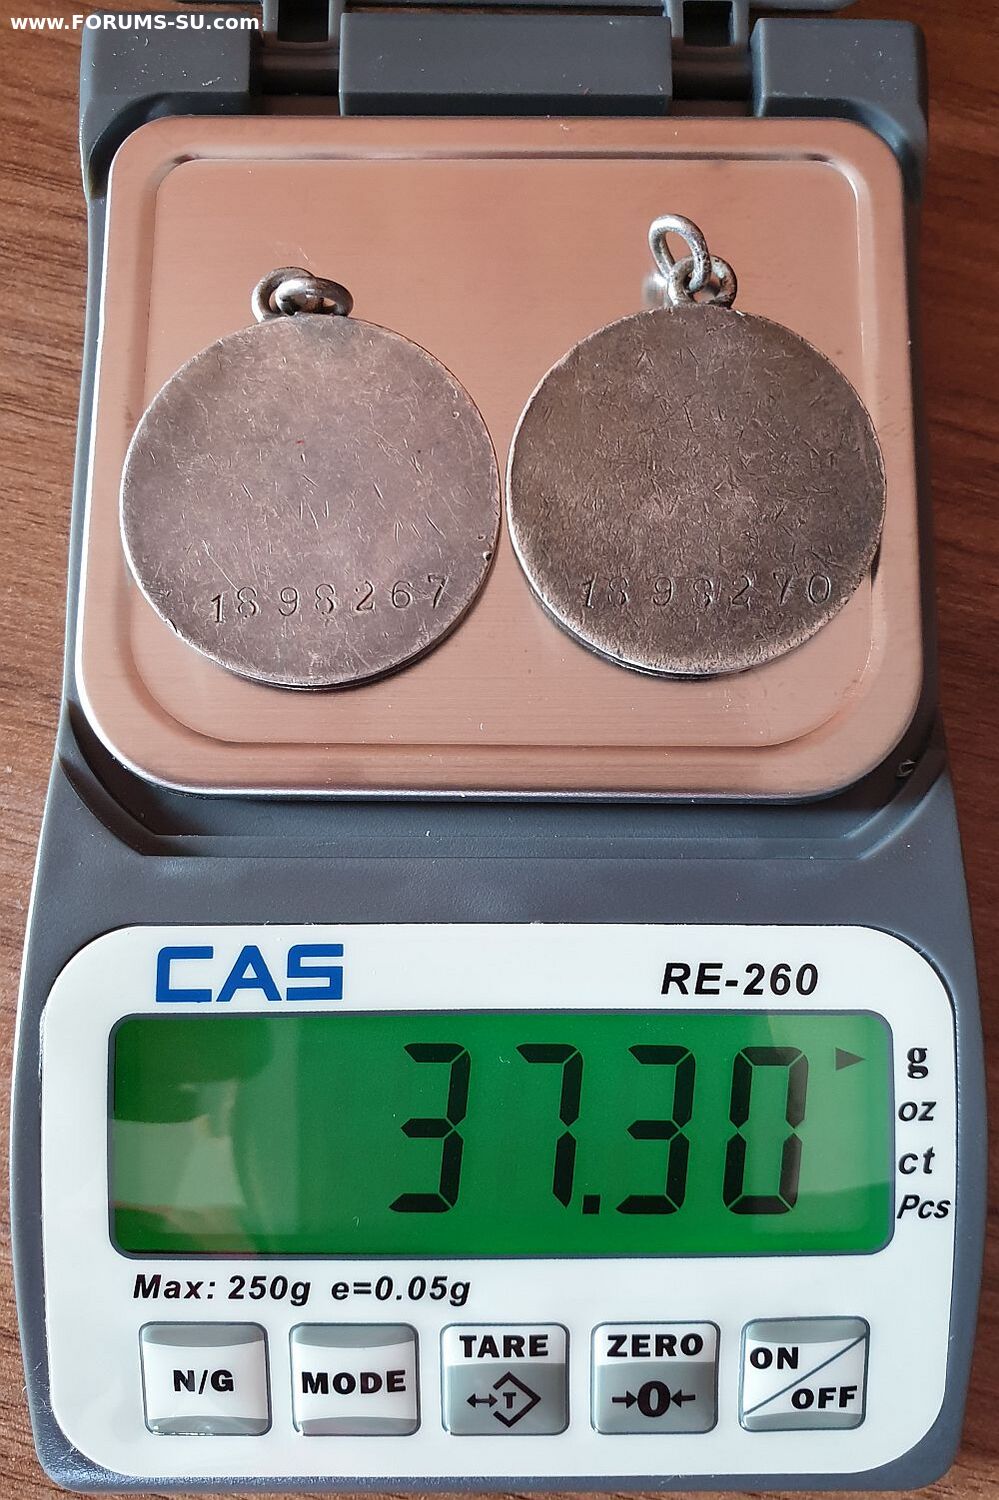 www.FORUMS-SU.com
1898267
1898270
CAS
RE-260
37.30
g
oz
ct
Pcs
Max: 250g e=0.05g
N/G
MODE
TARE
T
ZERO
→0←
ON
OFF